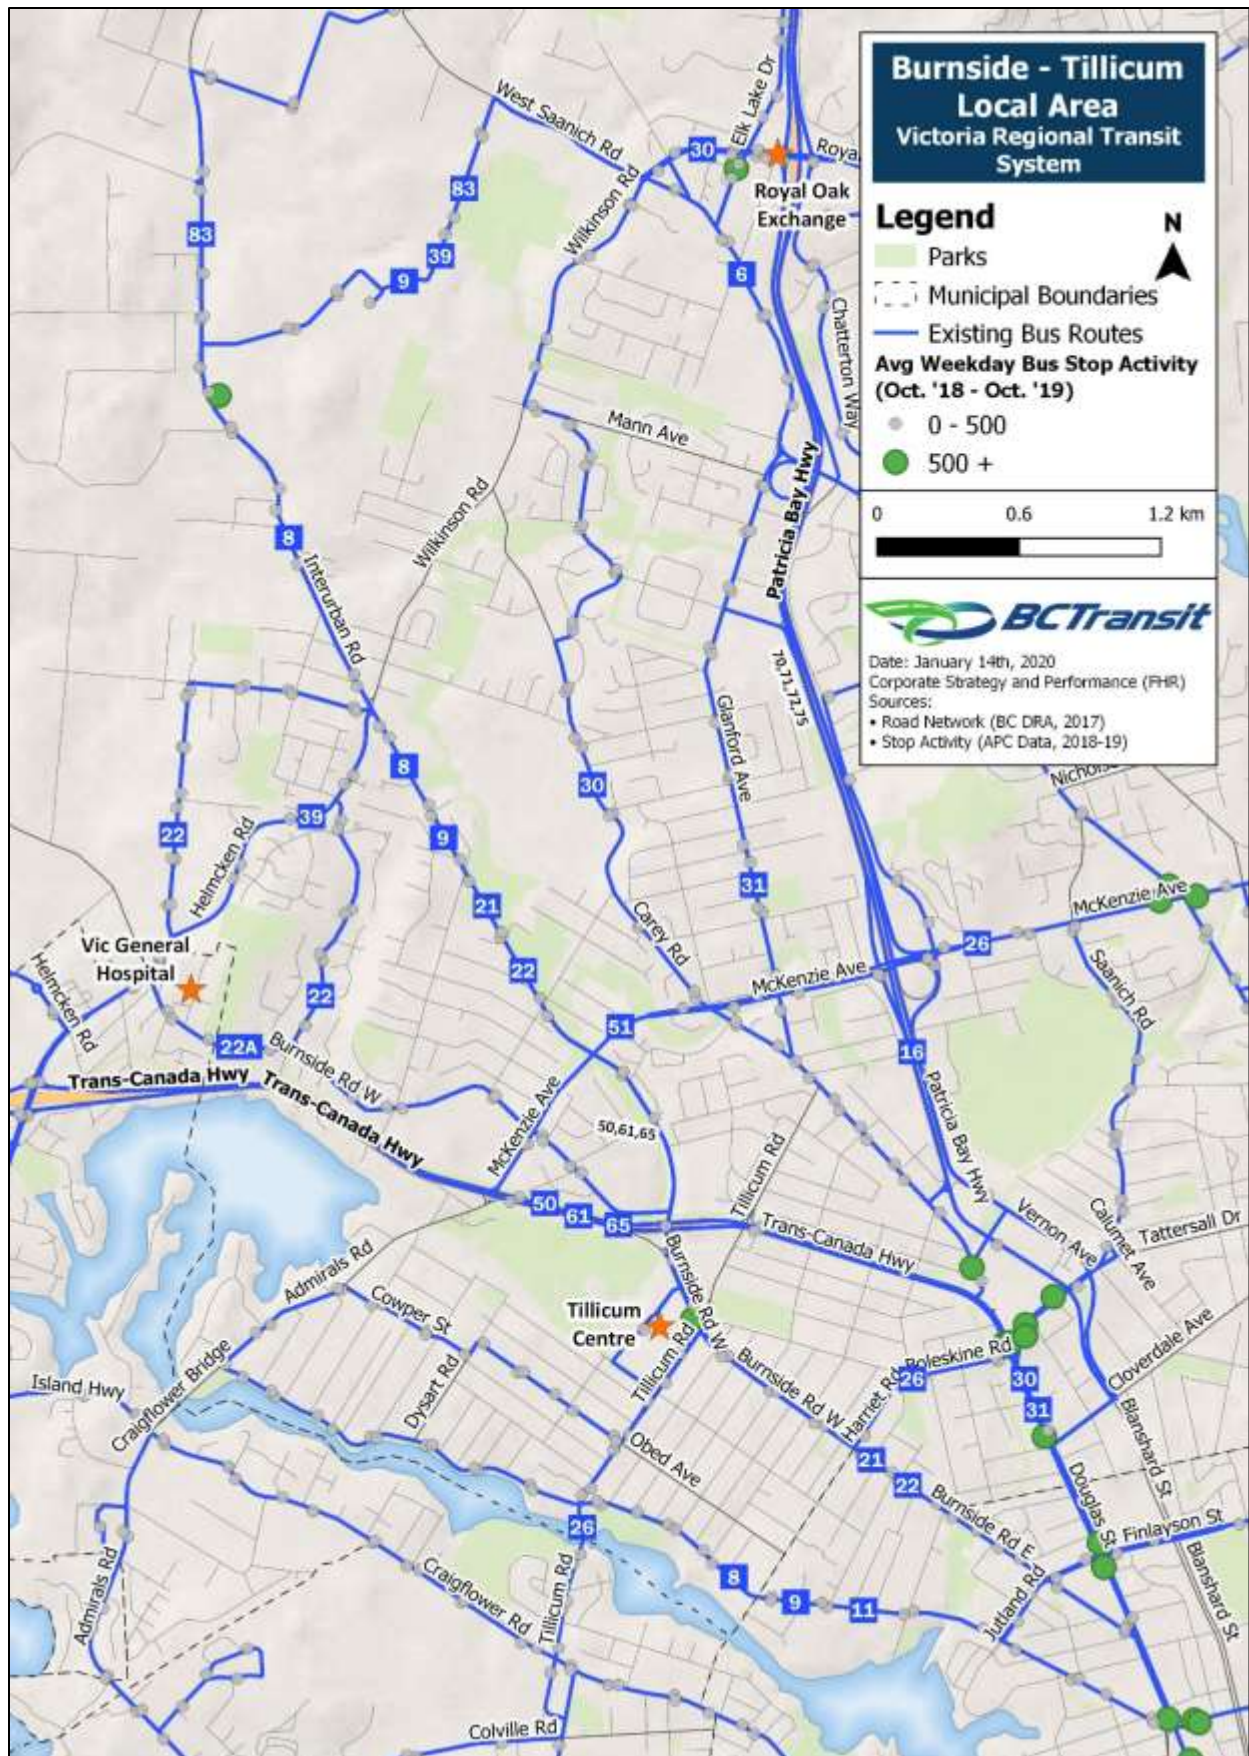 Burnside - Tillicum
Local Area
Victoria Regional Transit
System
Legend
N
Parks
Municipal Boundaries
Existing Bus Routes
Avg Weekday Bus Stop Activity
(Oct. '18 - Oct. '19)
0 - 500
500 +
0 0.6 1.2 km
BCTransit
Date: January 14th, 2020
Corporate Strategy and Performance (FHR)
Sources:
• Road Network (BC DRA, 2017)
• Stop Activity (APC Data, 2018-19)
West Saanich Rd
Elk Lake Dr
30
Royal Oak
Exchange
83
83
Wilkinson Rd
39
9
6
Chatterton Way
Mann Ave
Patricia Bay Hwy
Wilkinson Rd
8
Interurban Rd
70,71,72,75
Glanford Ave
8
30
39
22
9
Helmcken Rd
31
21
McKenzie Ave
Carey Rd
26
Vic General
Hospital
Helmcken Rd
22
McKenzie Ave
Saanich Rd
22
51
22A
Burnside Rd W
16
Trans-Canada Hwy
Trans-Canada Hwy
McKenzie Ave
Patricia Bay Hwy
50,61,65
Tillicum Rd
50
61
65
Trans-Canada Hwy
Vernon Ave
Calumet Ave
Tattersall Dr
Admirals Rd
Burnside Rd W
Cowper St
Tillicum
Centre
Tillicum Rd
Cloverdale Ave
Boleskine Rd
Burnside Rd W
Harriet Rd
26
30
Island Hwy
Craigflower Bridge
Dysart Rd
31
Blanshard St
Obed Ave
21
22
Douglas St
Burnside Rd E
Finlayson St
26
Blanshard St
Admirals Rd
Craigflower Rd
Tillicum Rd
8
9
11
Jutland Rd
Colville Rd